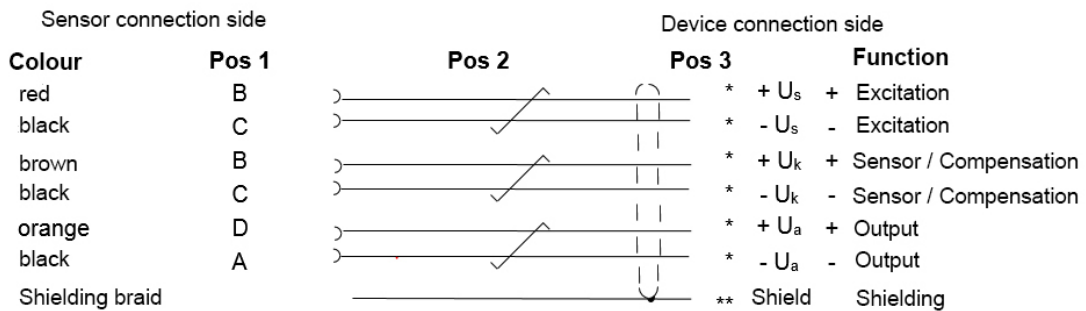 Sensor connection side Device connection side
Colour Pos 1 Pos 2 Pos 3 Function
red B * + Us + Excitation
black C * - Us - Excitation
brown B * + Uk + Sensor / Compensation
black C * - Uk - Sensor / Compensation
orange D * + Ua + Output
black A * - Ua - Output
Shielding braid ** Shield Shielding